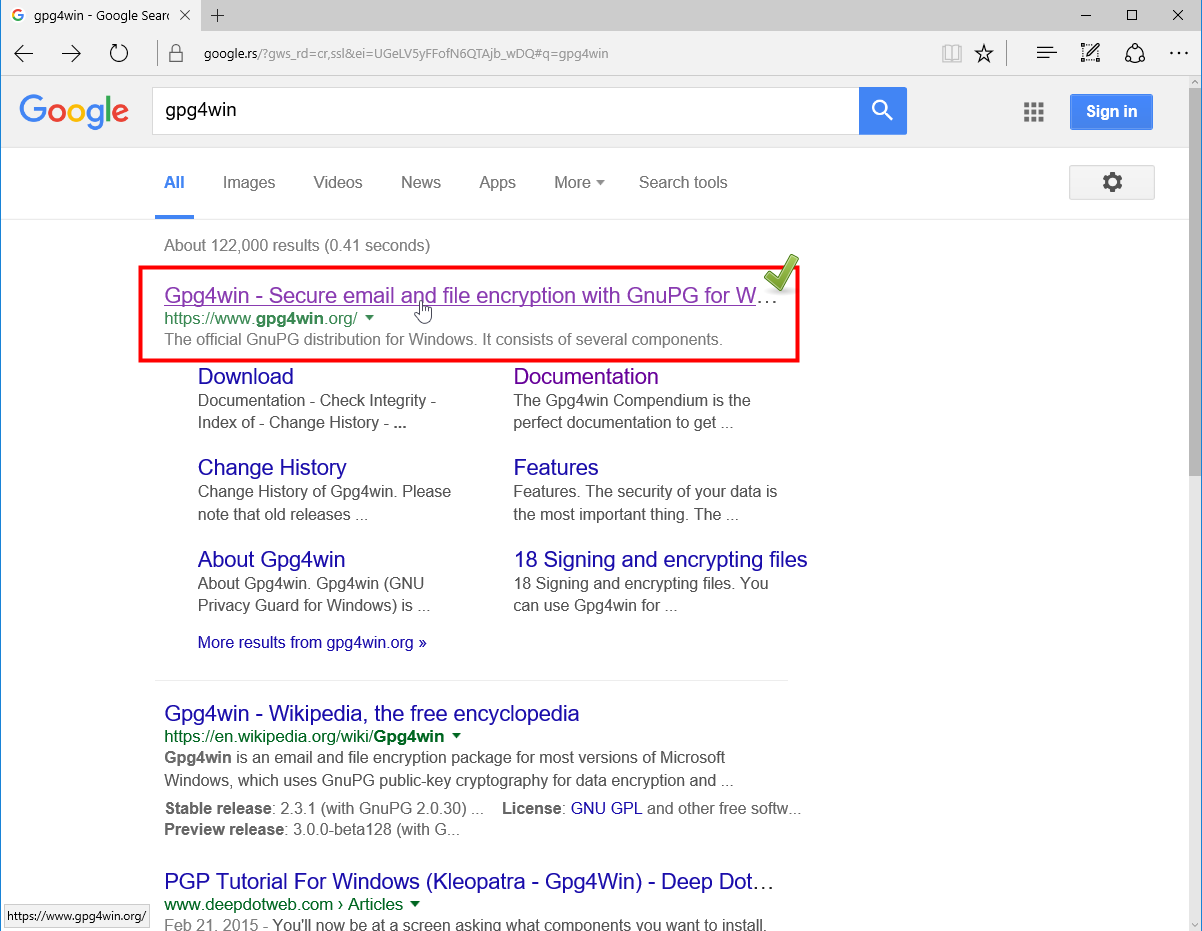 gpg4win - Google Searc
google.rs/?gws_rd=cr,ssl&ei=UGeLV5yFFofN6QTAjb_wDQ#q=gpg4win
Google
gpg4win
Sign in
All Images Videos News Apps More Search tools
About 122,000 results (0.41 seconds)
Gpg4win - Secure email and file encryption with GnuPG for W...
https://www.gpg4win.org/
The official GnuPG distribution for Windows. It consists of several components.
Download
Documentation - Check Integrity -
Index of - Change History - ...
Documentation
The Gpg4win Compendium is the
perfect documentation to get ...
Change History
Change History of Gpg4win. Please
note that old releases ...
Features
Features. The security of your data is
the most important thing. The ...
About Gpg4win
About Gpg4win. Gpg4win (GNU
Privacy Guard for Windows) is ...
18 Signing and encrypting files
18 Signing and encrypting files. You
can use Gpg4win for ...
More results from gpg4win.org »
Gpg4win - Wikipedia, the free encyclopedia
https://en.wikipedia.org/wiki/Gpg4win
Gpg4win is an email and file encryption package for most versions of Microsoft
Windows, which uses GnuPG public-key cryptography for data encryption and ...
Stable release: 2.3.1 (with GnuPG 2.0.30) ... License: GNU GPL and other free softw...
Preview release: 3.0.0-beta128 (with G...
PGP Tutorial For Windows (Kleopatra - Gpg4Win) - Deep Dot...
www.deepdotweb.com › Articles
Feb 21, 2015 - You'll now be at a screen asking what components you want to install.
https://www.gpg4win.org/